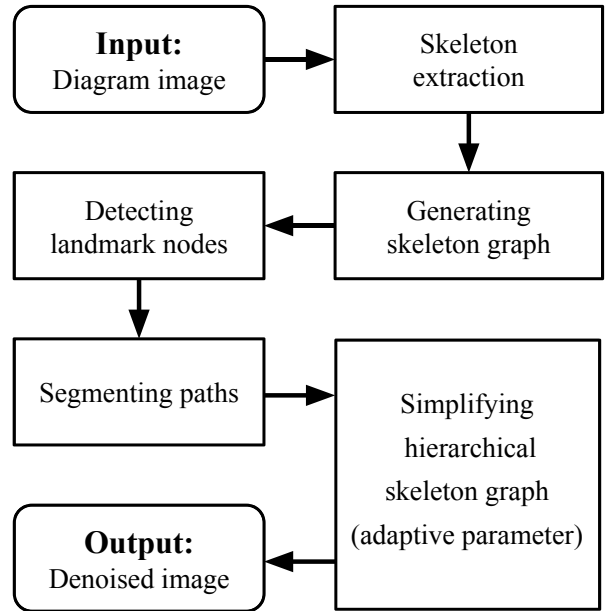 Input:
Diagram image
Skeleton
extraction
Generating
skeleton graph
Detecting
landmark nodes
Segmenting paths
Simplifying
hierarchical
skeleton graph
(adaptive parameter)
Output:
Denoised image